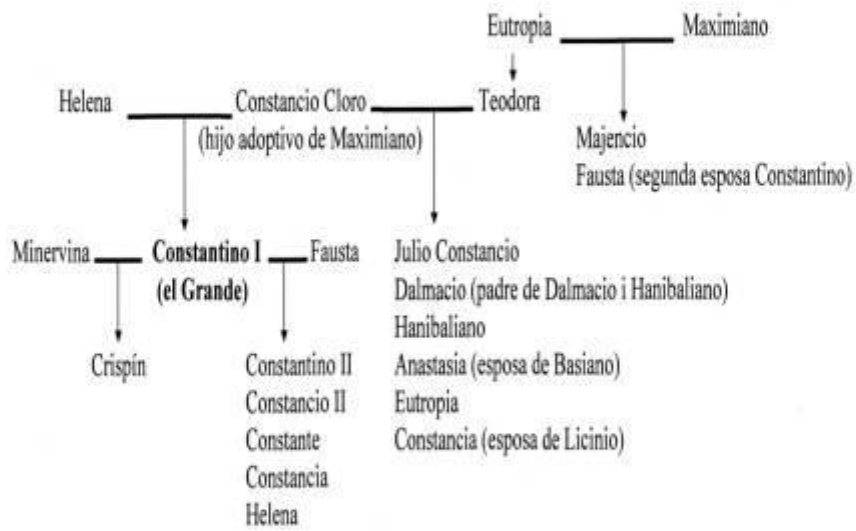 Eutropia Maximiano
Helena Constancio Cloro Teodora
(hijo adoptivo de Maximiano)
Majencio
Fausta (segunda esposa Constantino)
Minervina Constantino I Fausta
(el Grande)
Crispín
Constantino II
Constancio II
Constante
Constancia
Helena
Julio Constancio
Dalmacio (padre de Dalmacio i Hanibaliano)
Hanibaliano
Anastasia (esposa de Basiano)
Eutropia
Constancia (esposa de Licinio)